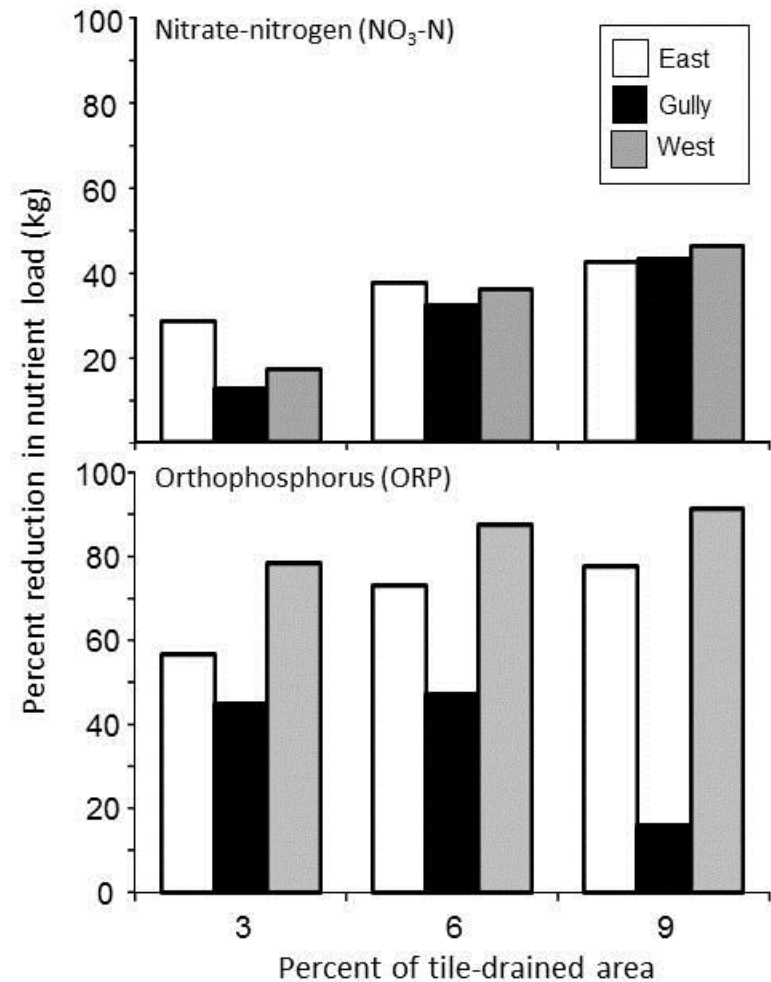 Percent reduction in nutrient load (kg)
Nitrate-nitrogen (NO₃-N)
100
80
60
40
20
East
Gully
West
Orthophosphorus (ORP)
100
80
60
40
20
0
3 6 9
Percent of tile-drained area